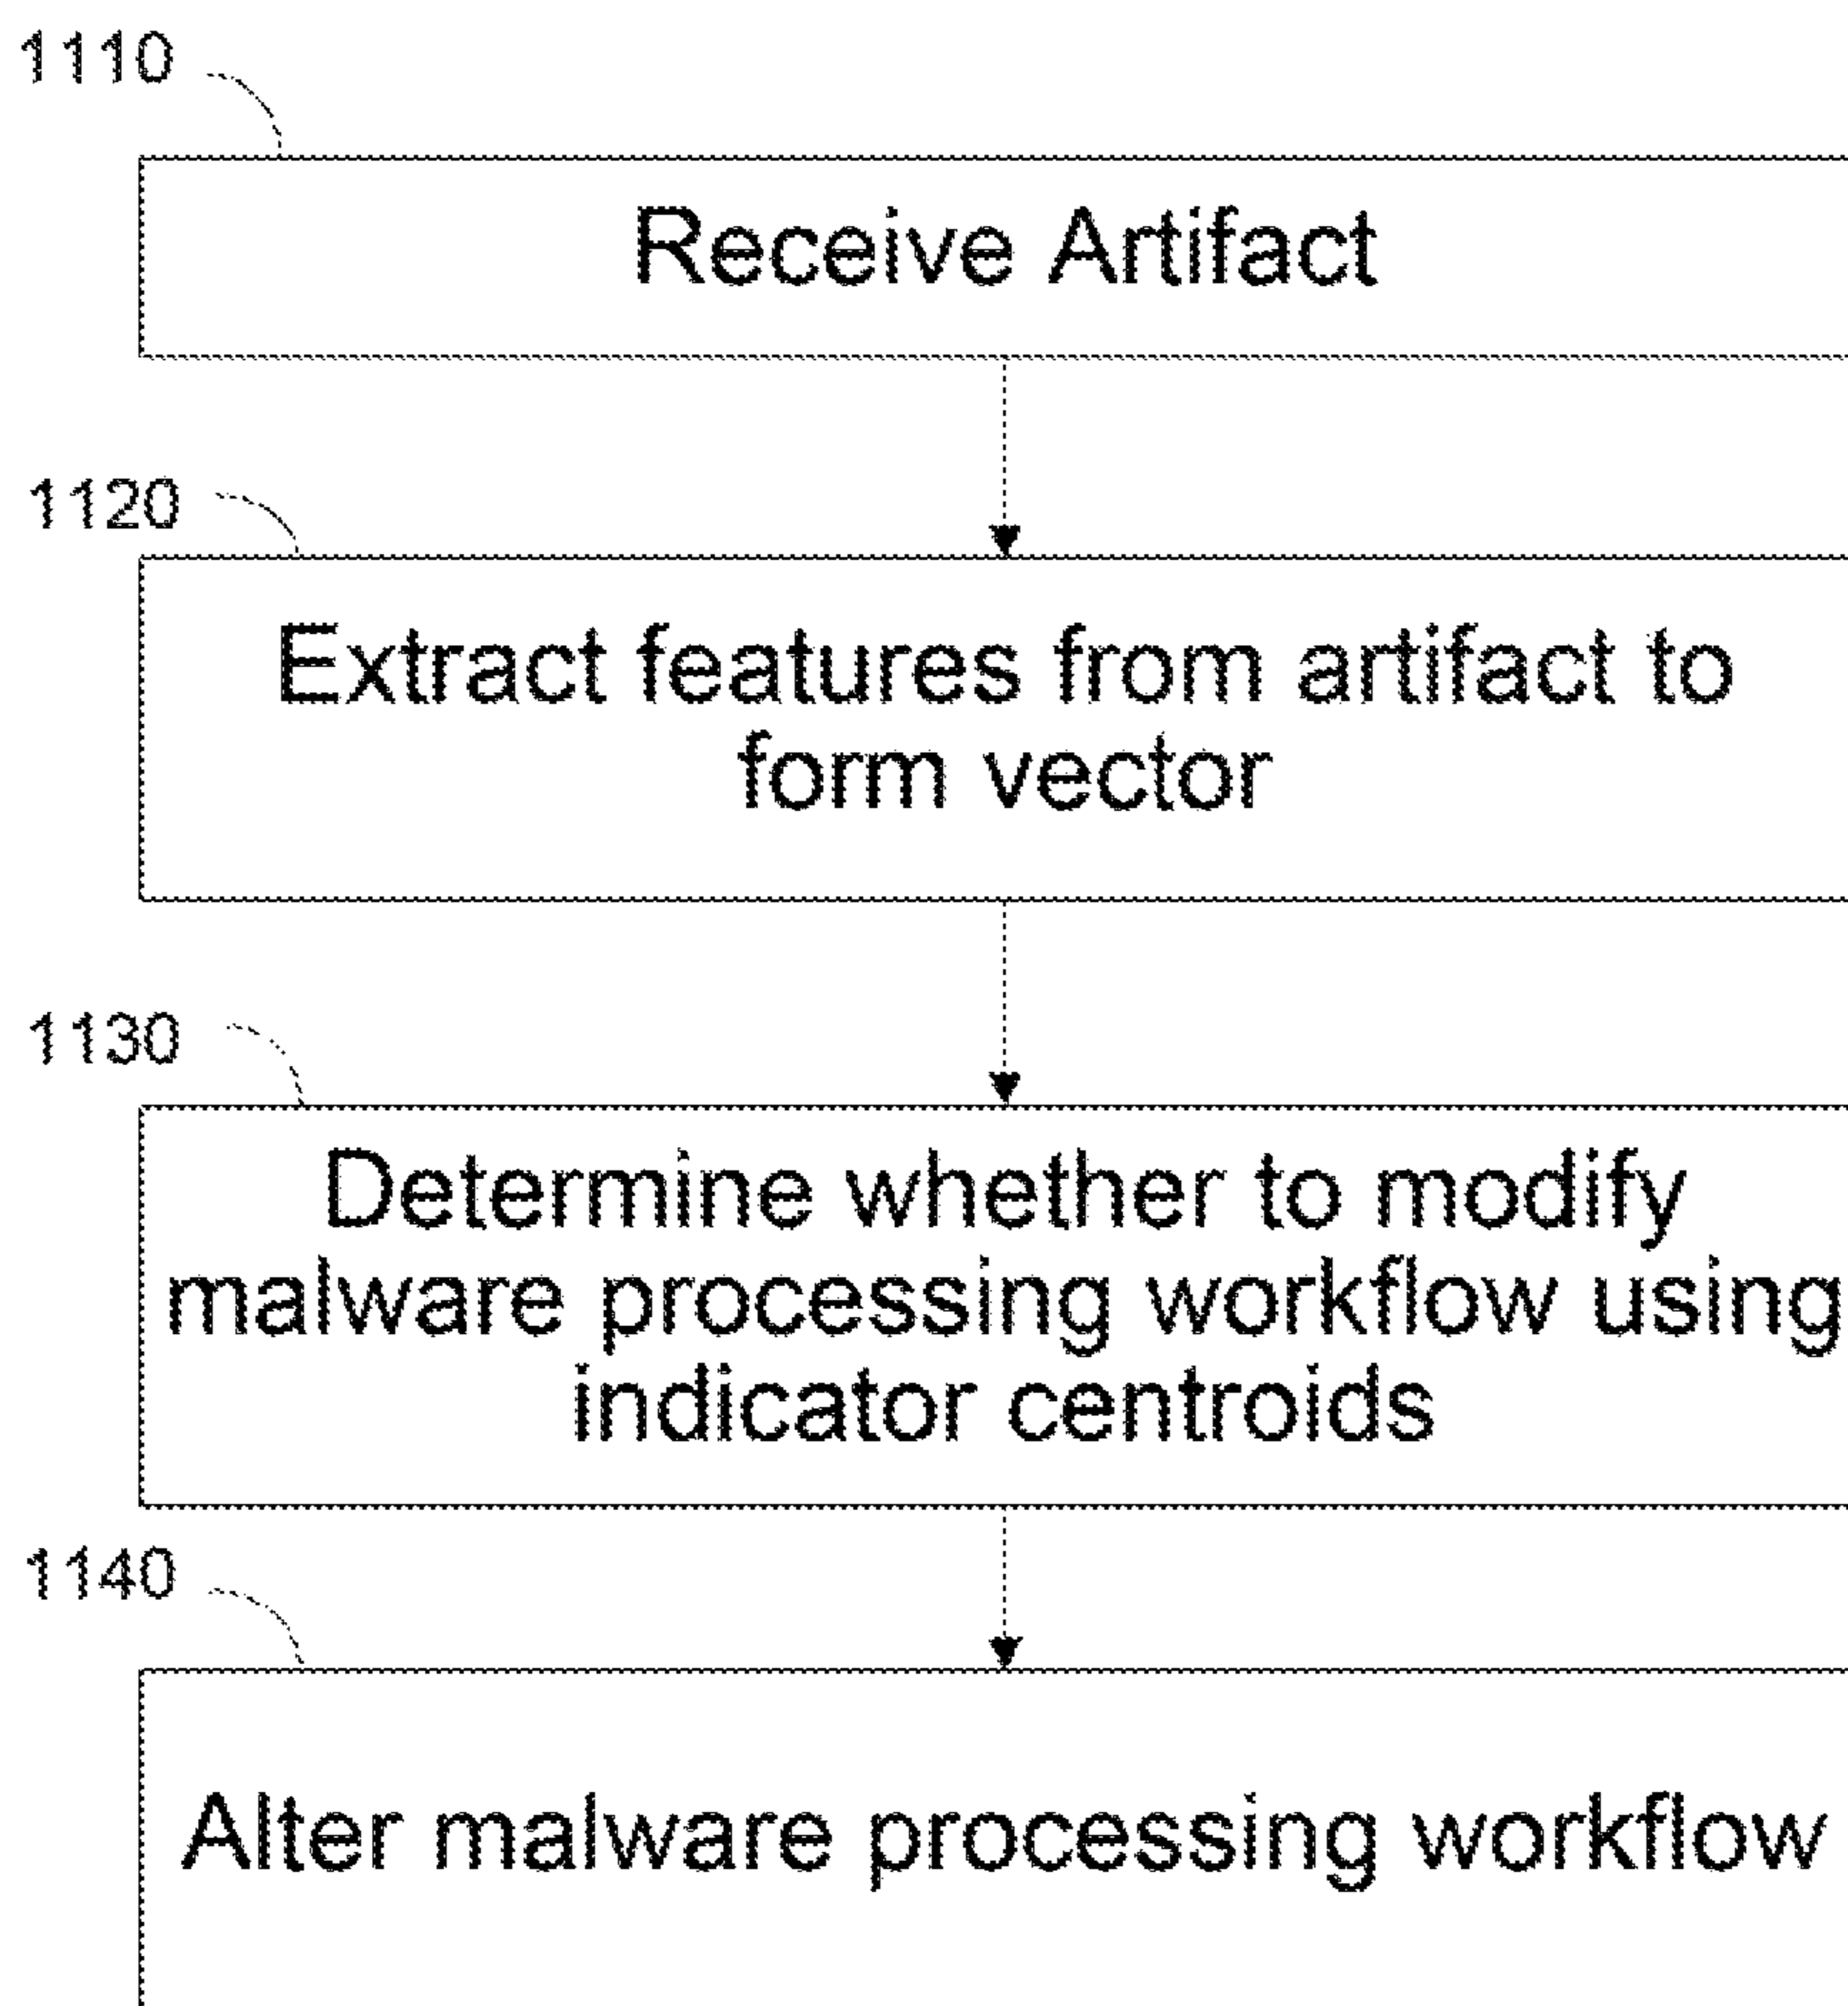 1110
Receive Artifact
1120
Extract features from artifact to
form vector
1130
Determine whether to modify
malware processing workflow using
indicator centroids
1140
Alter malware processing workflow